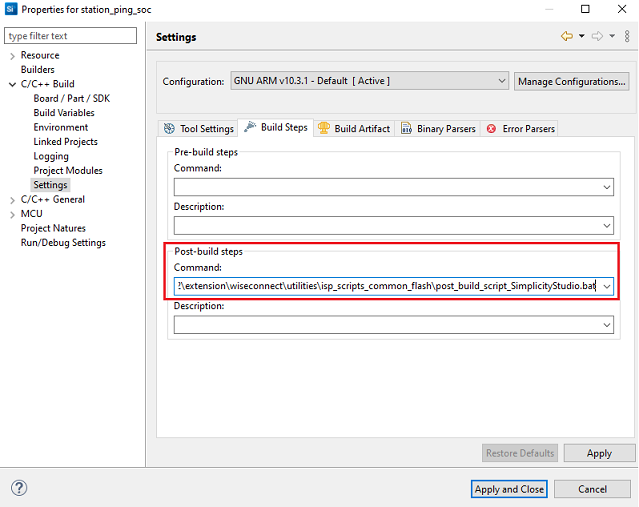 Si Properties for station_ping_soc
type filter text
Settings
Resource
Builders
C/C++ Build
Board / Part / SDK
Build Variables
Environment
Linked Projects
Logging
Project Modules
Settings
C/C++ General
MCU
Project Natures
Run/Debug Settings
Configuration: GNU ARM v10.3.1 - Default [ Active ] Manage Configurations...
Tool Settings Build Steps Build Artifact Binary Parsers Error Parsers
Pre-build steps
Command:
Description:
Post-build steps
Command:
!\extension\wiseconnect\utilities\isp_scripts_common_flash\post_build_script_SimplicityStudio.bat
Description:
Restore Defaults Apply
? Apply and Close Cancel